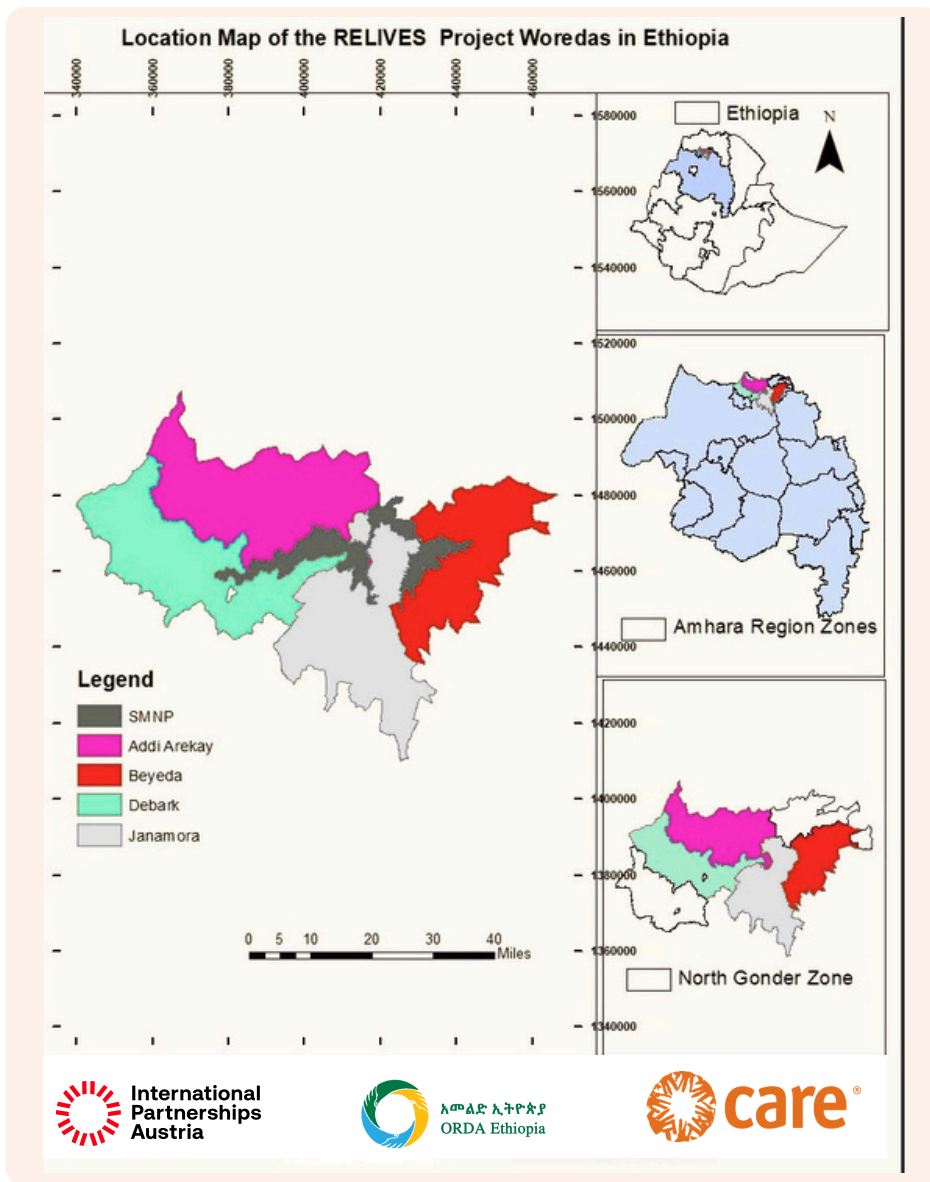 Location Map of the RELIVES Project Woredas in Ethiopia
340000
360000
380000
400000
420000
440000
460000
1580000
Ethiopia
N
1560000
1540000
1520000
1500000
1480000
1460000
Amhara Region Zones
1440000
Legend
SMNP
Addi Arekay
Beyeda
Debark
Janamora
1420000
1400000
1380000
0 5 10 20 30 40
Miles
1360000
North Gonder Zone
1340000
International
Partnerships
Austria
አመልድ ኢትዮጵያ
ORDA Ethiopia
care®